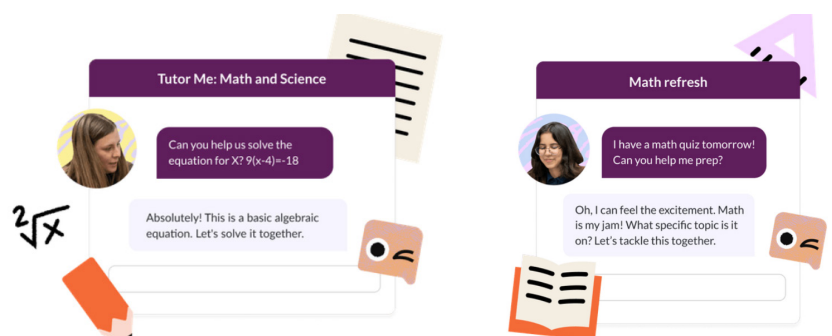 Tutor Me: Math and Science
Can you help us solve the
equation for X? 9(x-4)=-18
Absolutely! This is a basic algebraic
equation. Let's solve it together.
2√x
Math refresh
I have a math quiz tomorrow!
Can you help me prep?
Oh, I can feel the excitement. Math
is my jam! What specific topic is it
on? Let's tackle this together.